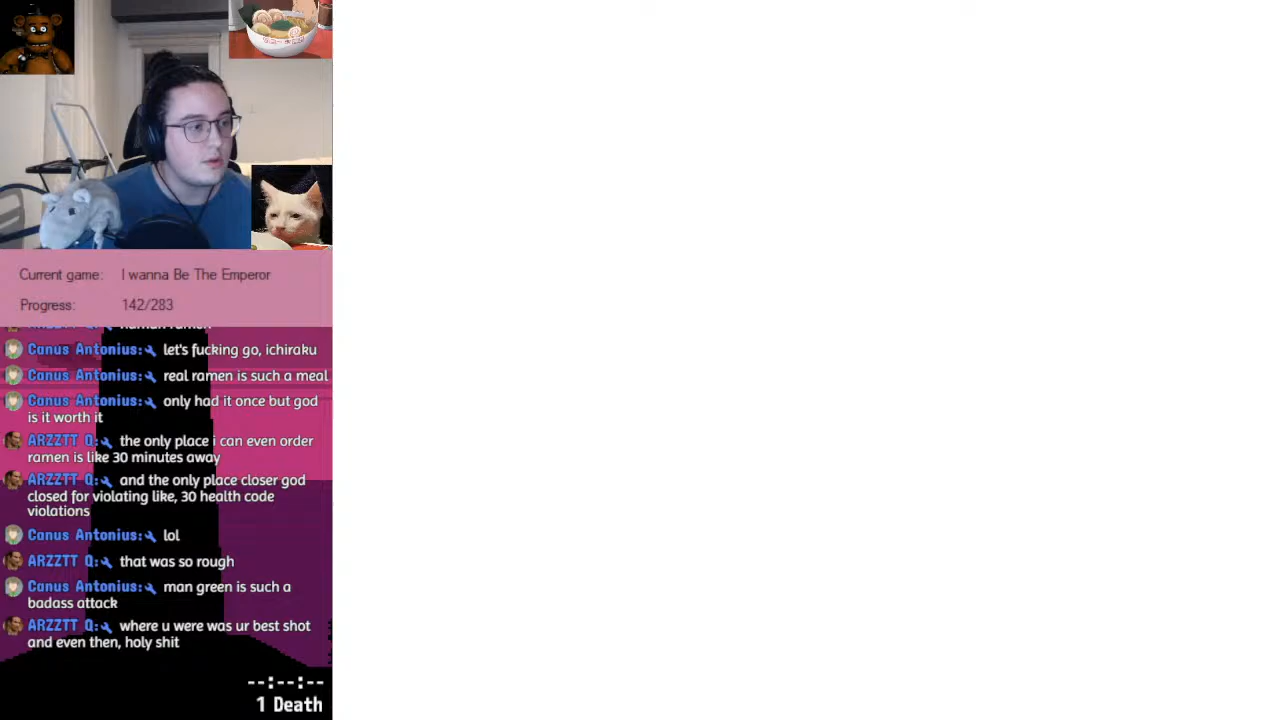 Current game: I wanna Be The Emperor
Progress: 142/283
ARZZTT Q: human ramen
Canus Antonius: let's fucking go, ichiraku
Canus Antonius: real ramen is such a meal
Canus Antonius: only had it once but god
is it worth it
ARZZTT Q: the only place i can even order
ramen is like 30 minutes away
ARZZTT Q: and the only place closer god
closed for violating like, 30 health code
violations
Canus Antonius: lol
ARZZTT Q: that was so rough
Canus Antonius: man green is such a
badass attack
ARZZTT Q: where u were was ur best shot
and even then, holy shit
--:--:--
1 Death